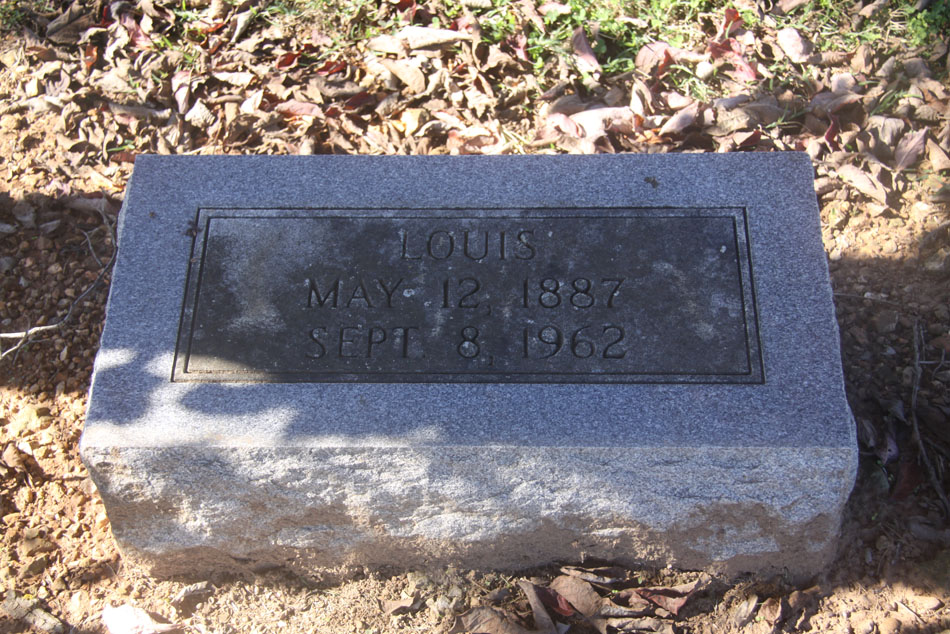 LOUIS
MAY 12, 1887
SEPT. 8, 1962